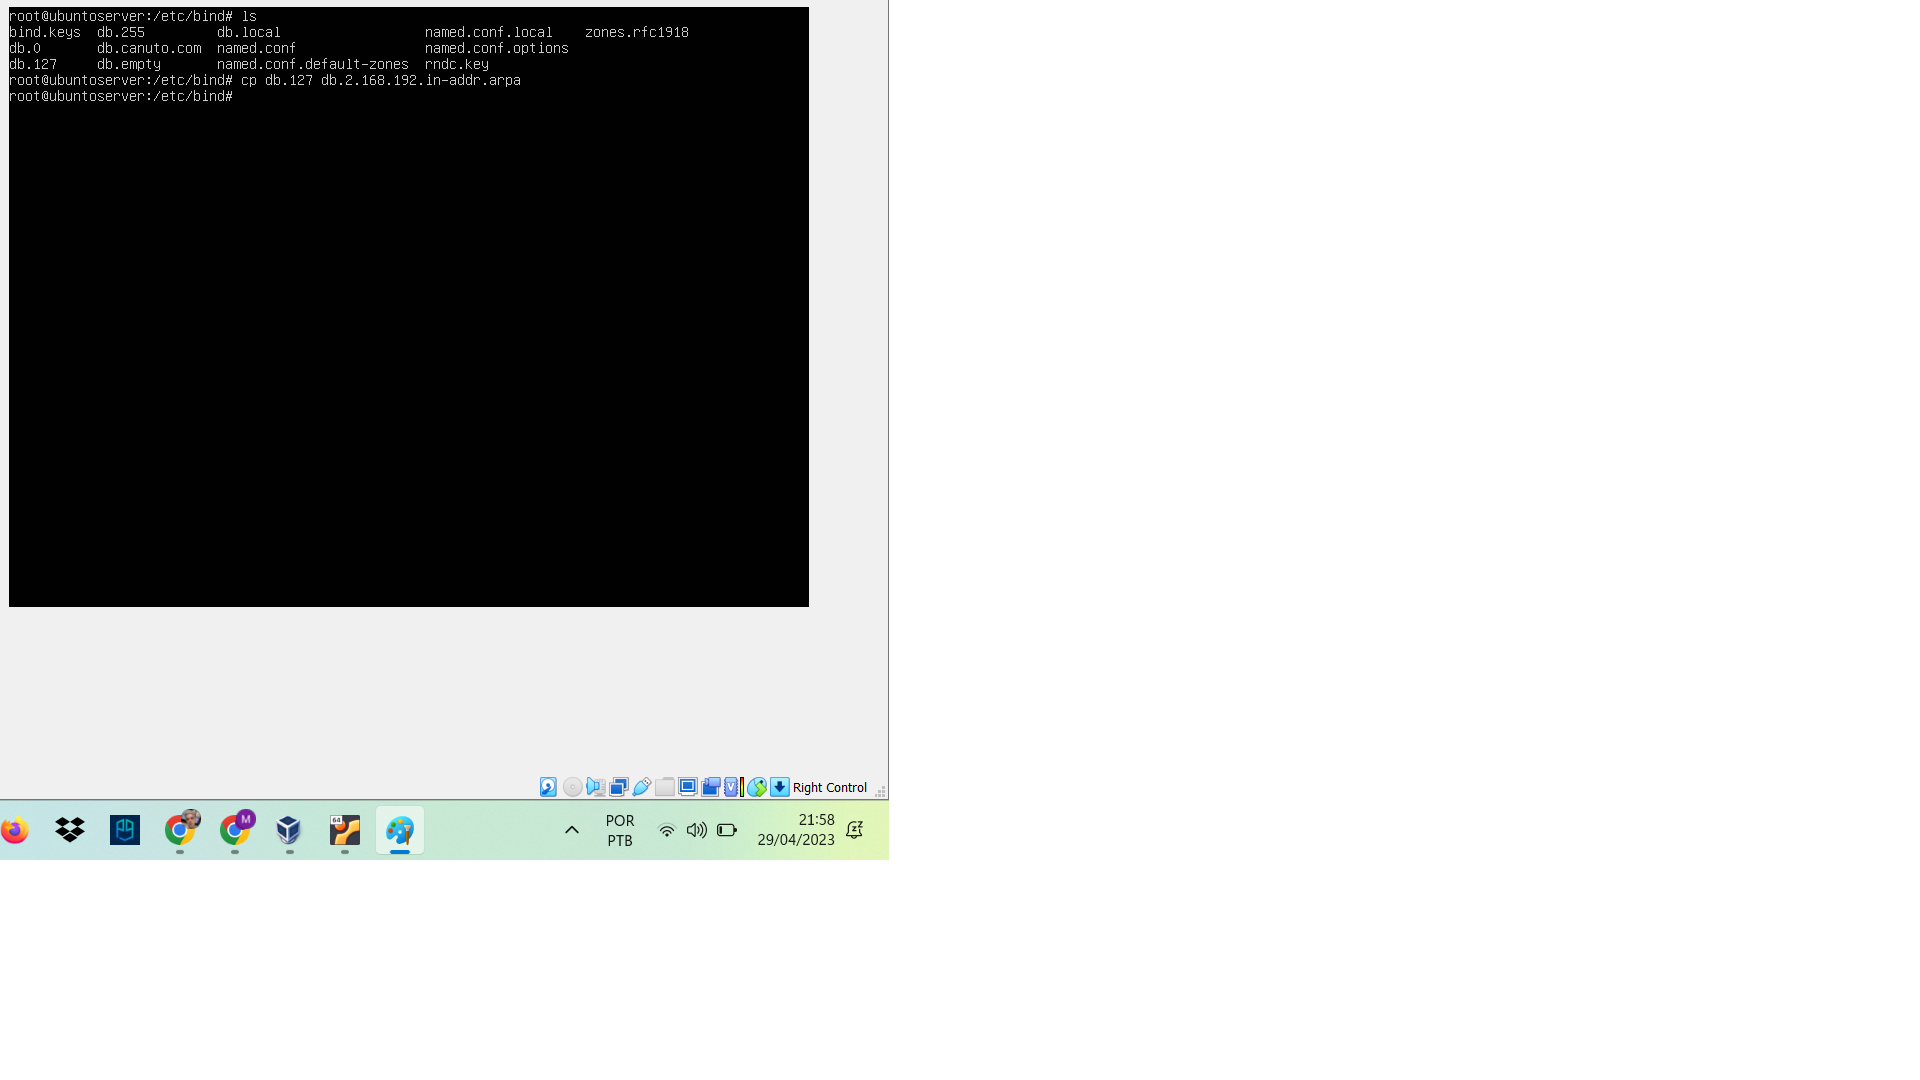 root@ubuntoserver:/etc/bind# ls
bind.keys  db.255         db.local                  named.conf.local    zones.rfc1918
db.0       db.canuto.com  named.conf                named.conf.options
db.127     db.empty       named.conf.default-zones  rndc.key
root@ubuntoserver:/etc/bind# cp db.127 db.2.168.192.in-addr.arpa
root@ubuntoserver:/etc/bind#
Right Control
M
64
POR
PTB
21:58
29/04/2023